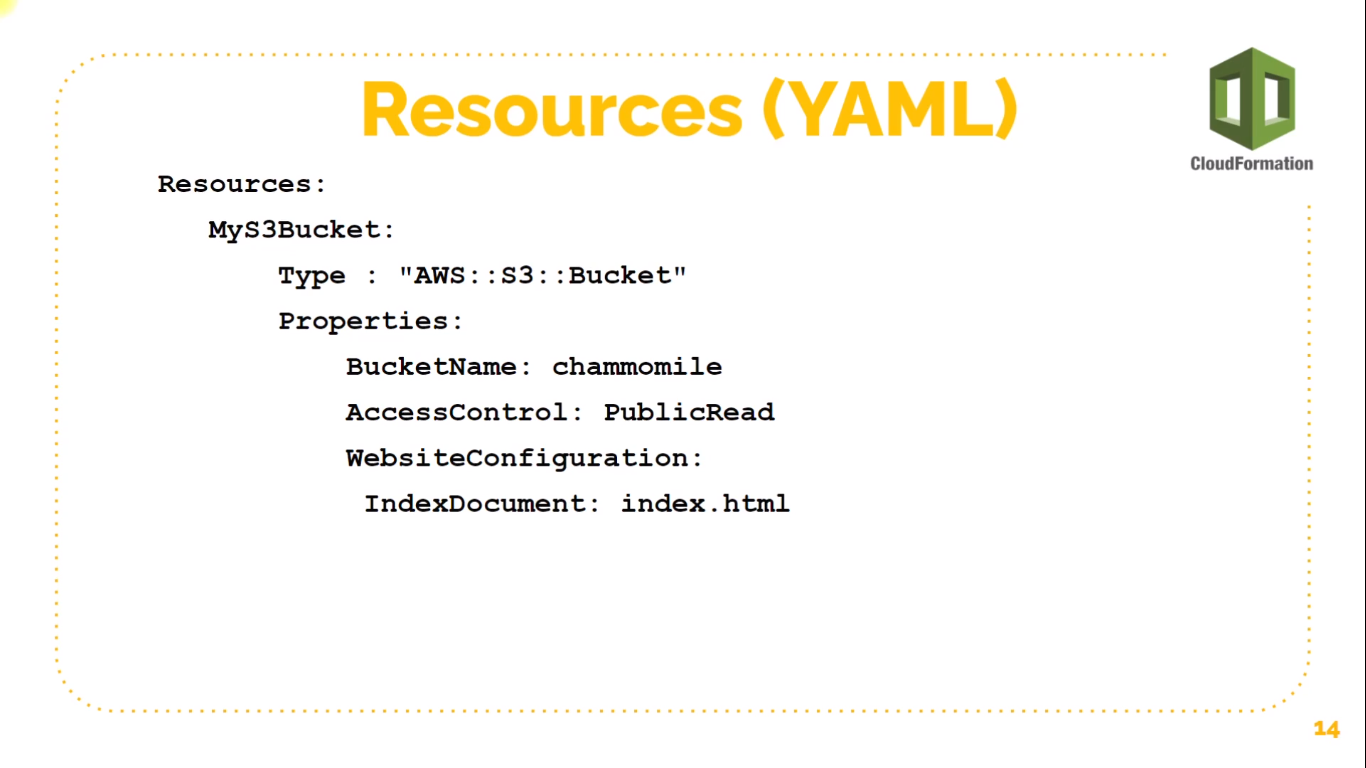 Resources (YAML)
CloudFormation
Resources:
MyS3Bucket:
Type : "AWS::S3::Bucket"
Properties:
BucketName: chammomile
AccessControl: PublicRead
WebsiteConfiguration:
IndexDocument: index.html
14